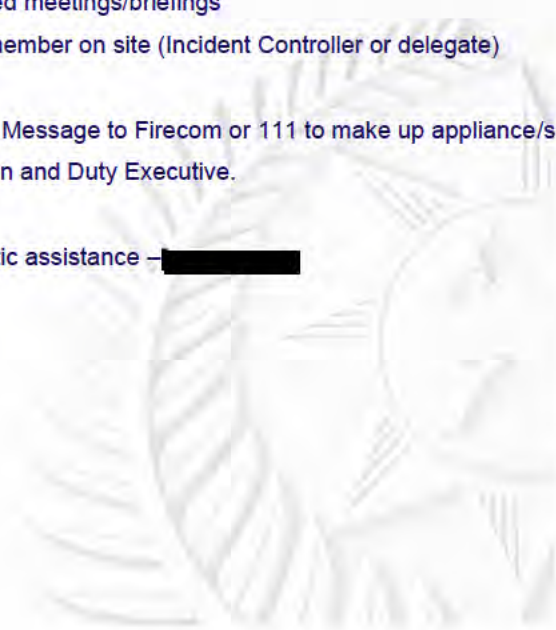 ed meetings/briefings
ember on site (Incident Controller or delegate)
Message to Firecom or 111 to make up appliance/s
n and Duty Executive.
ic assistance –